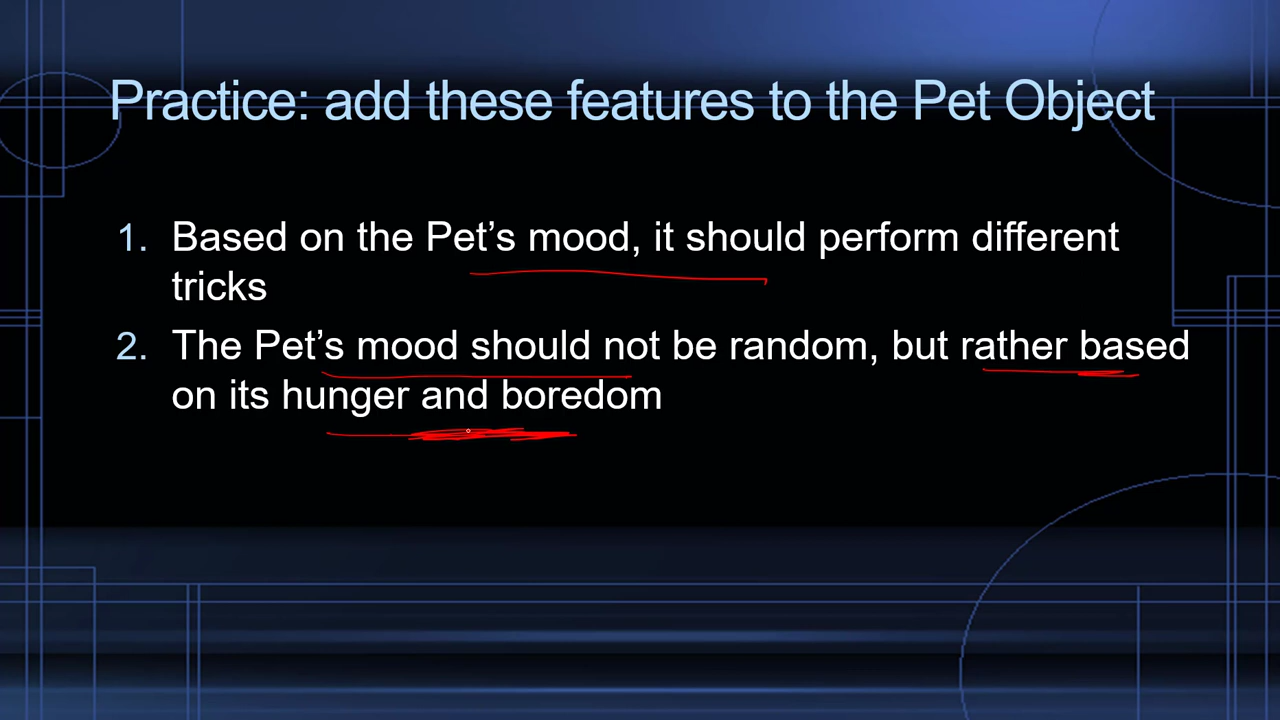 Practice: add these features to the Pet Object
1. Based on the Pet’s mood, it should perform different
tricks
2. The Pet’s mood should not be random, but rather based
on its hunger and boredom